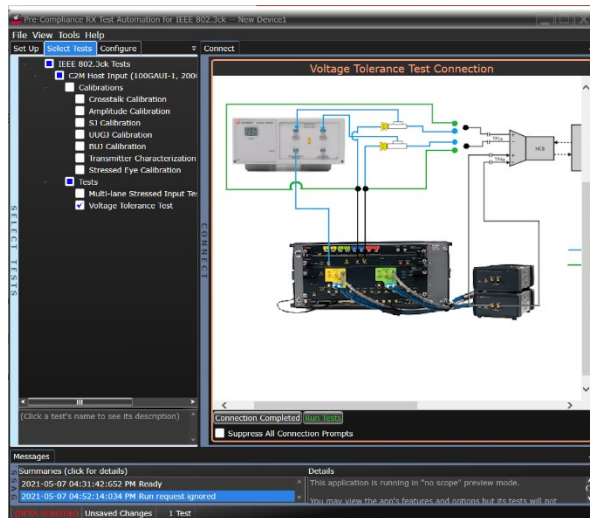 Pre-Compliance RX Test Automation for IEEE 802.3ck -- New Device1
File View Tools Help
Set Up Select Tests Configure
Connect
IEEE 802.3ck Tests
C2M Host Input (100GAUI-1, 200
Calibrations
Crosstalk Calibration
Amplitude Calibration
SJ Calibration
UUGJ Calibration
BUJ Calibration
Transmitter Characterization
Stressed Eye Calibration
Tests
Multi-lane Stressed Input Te
Voltage Tolerance Test
SELECT TESTS
CONNECT
Voltage Tolerance Test Connection
HCB
(Click a test's name to see its description)
Connection Completed Run Tests
Suppress All Connection Prompts
Messages
Summaries (click for details)
Details
2021-05-07 04:31:42:652 PM Ready
2021-05-07 04:52:14:034 PM Run request ignored
This application is running in "no scope" preview mode.
You may view the app's features and options but its tests will not
(BETA VERSION) Unsaved Changes 1 Test